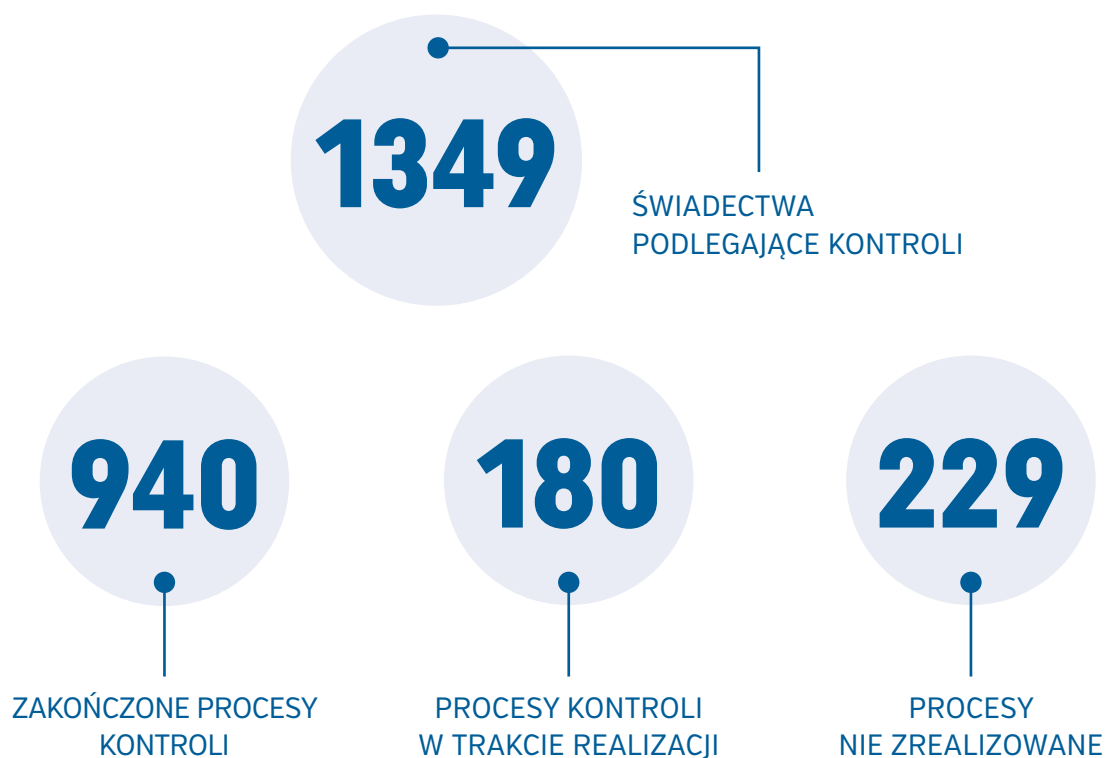 1349
ŚWIADECTWA
PODLEGAJĄCE KONTROLI
940
ZAKOŃCZONE PROCESY
KONTROLI
180
PROCESY KONTROLI
W TRAKCIE REALIZACJI
229
PROCESY
NIE ZREALIZOWANE